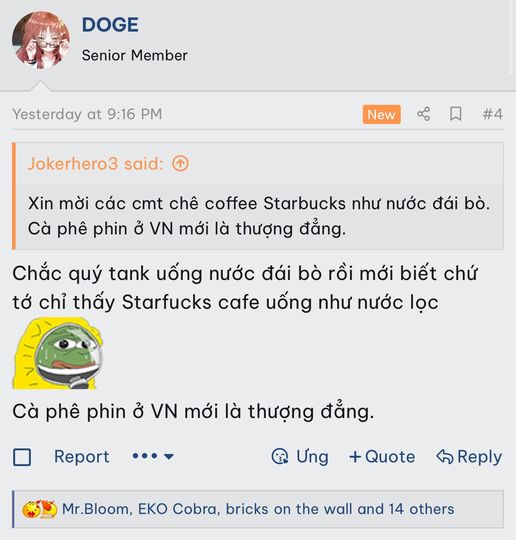 DOGE
Senior Member
Yesterday at 9:16 PM
New
#4
Jokerhero3 said:
Xin mời các cmt chê coffee Starbucks như nước đái bò.
Cà phê phin ở VN mới là thượng đẳng.
Chắc quý tank uống nước đái bò rồi mới biết chứ
tớ chỉ thấy Starfucks cafe uống như nước lọc
Cà phê phin ở VN mới là thượng đẳng.
Report
Ưng
+Quote
Reply
Mr.Bloom, EKO Cobra, bricks on the wall and 14 others